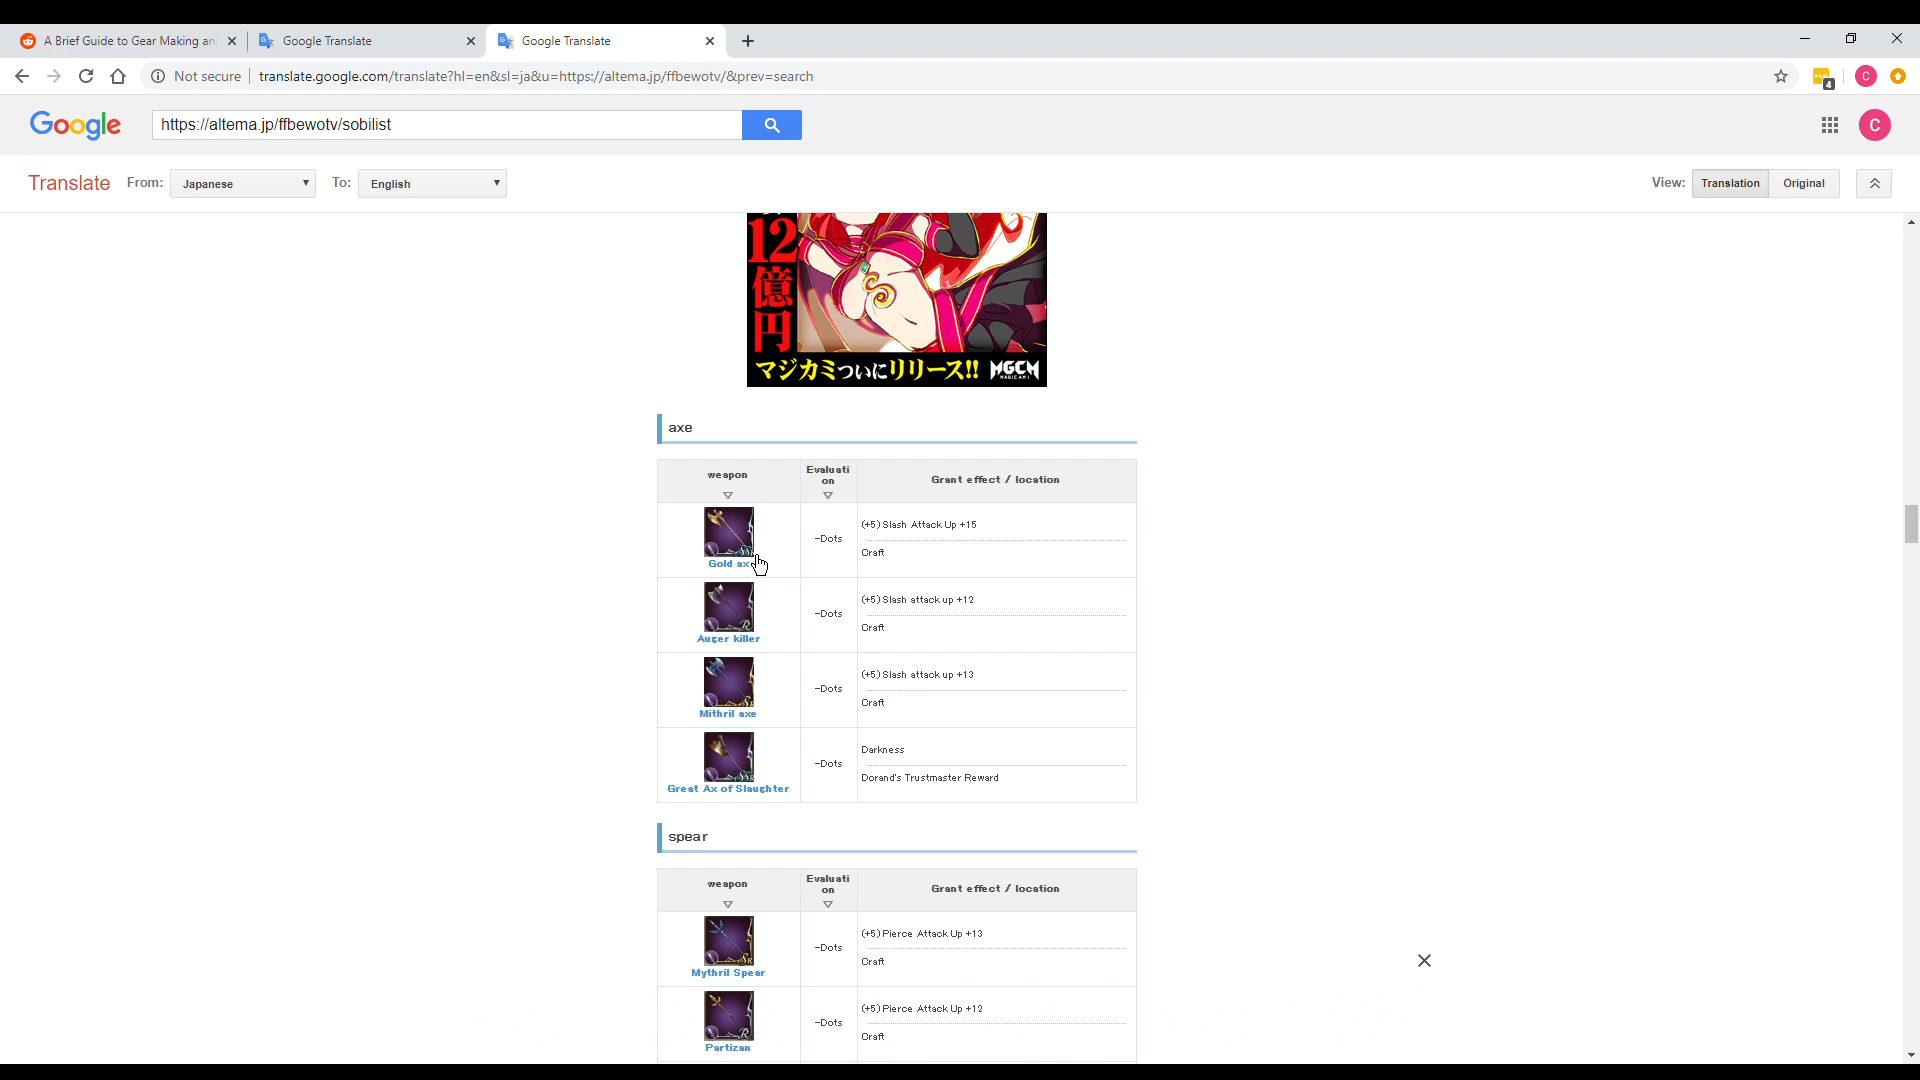 A Brief Guide to Gear Making an
Google Translate
Google Translate
Not secure
translate.google.com/translate?hl=en&sl=ja&u=https://altema.jp/ffbewotv/&prev=search
4
C
Google
https://altema.jp/ffbewotv/sobilist
C
Translate
From:
Japanese
To:
English
View:
Translation
Original
12
億
円
マジカミついにリリース!!
MGCM
MAGICAMI
axe
weapon
Evaluati
on
Grant effect / location
Gold ax
-Dots
(+5) Slash Attack Up +15
Craft
Auger killer
-Dots
(+5) Slash attack up +12
Craft
Mithril axe
-Dots
(+5) Slash attack up +13
Craft
Great Ax of Slaughter
-Dots
Darkness
Dorand's Trustmaster Reward
spear
weapon
Evaluati
on
Grant effect / location
Mythril Spear
-Dots
(+5) Pierce Attack Up +13
Craft
Partizan
-Dots
(+5) Pierce Attack Up +12
Craft